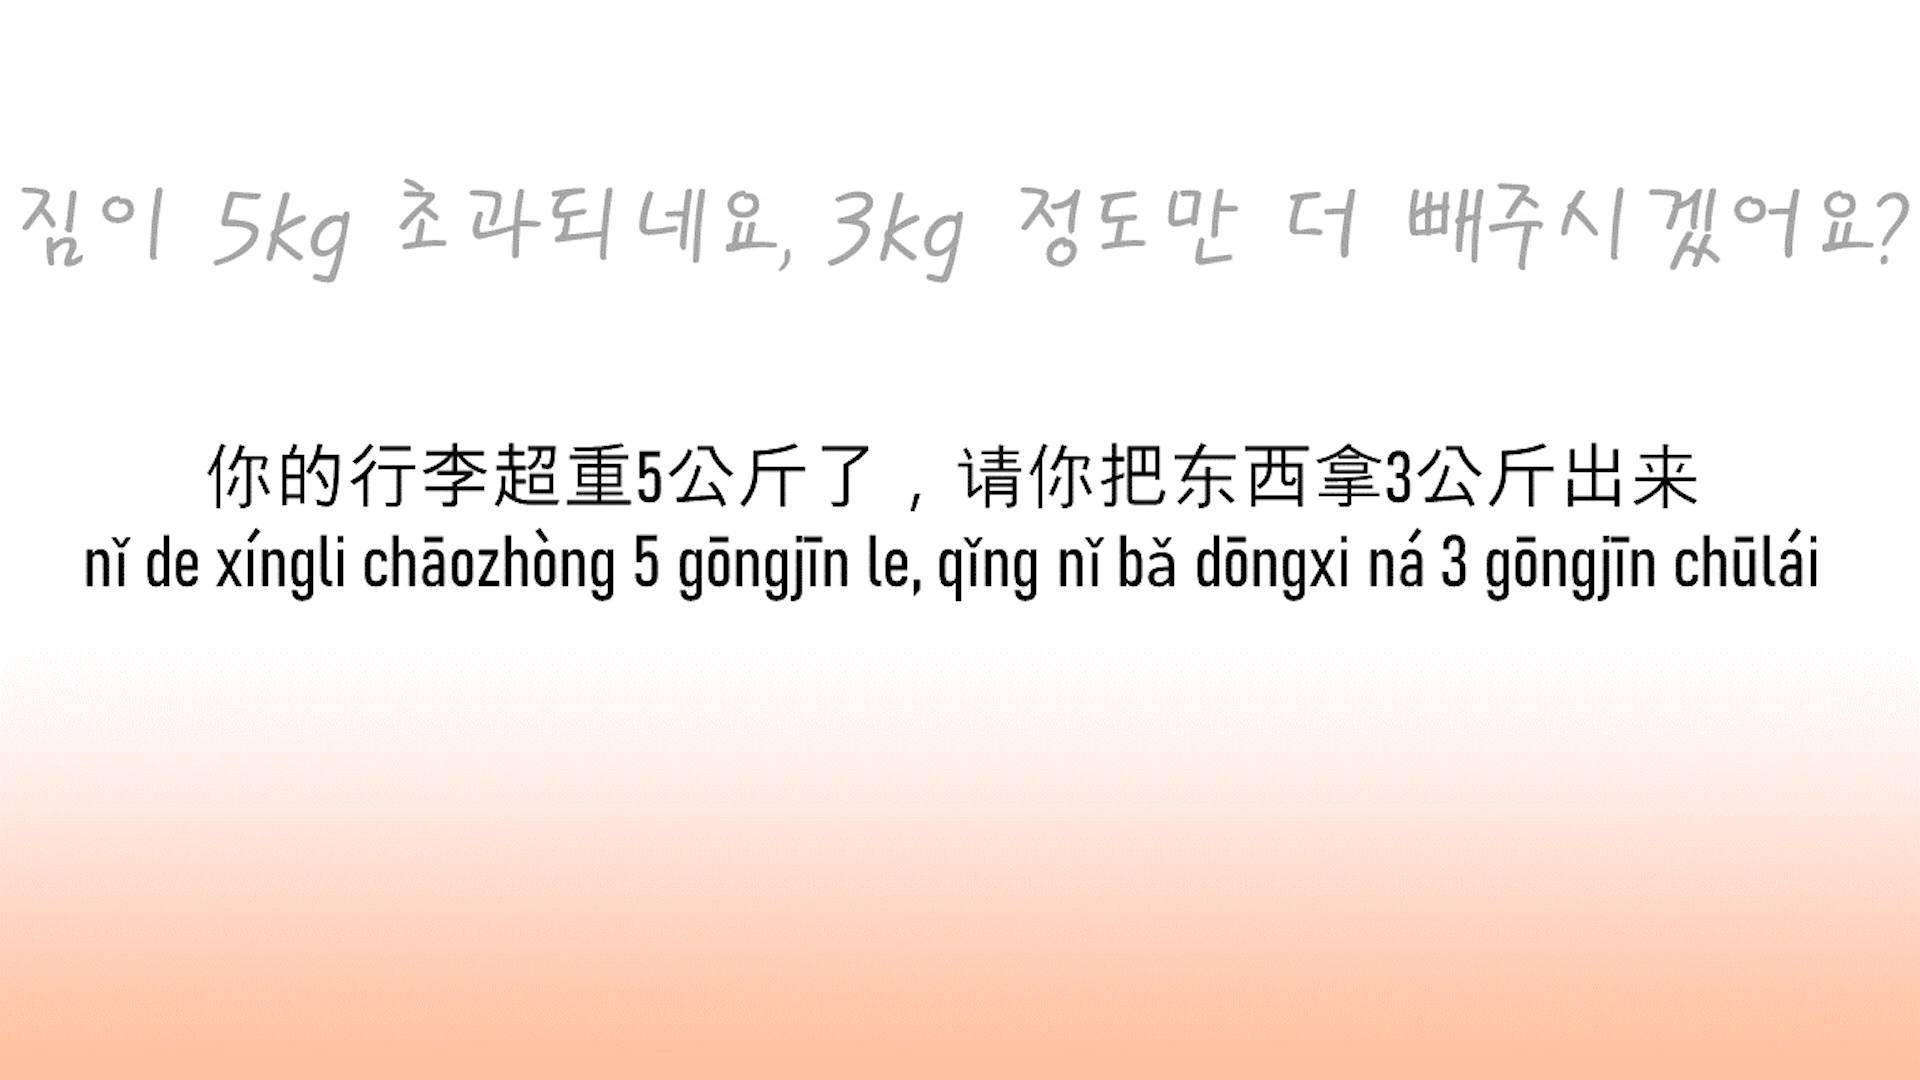 짐이 5kg 초과되네요, 3kg 정도만 더 빼주시겠어요?
你的行李超重5公斤了，请你把东西拿3公斤出来
nǐ de xíngli chāozhòng 5 gōngjīn le, qǐng nǐ bǎ dōngxi ná 3 gōngjīn chūlái